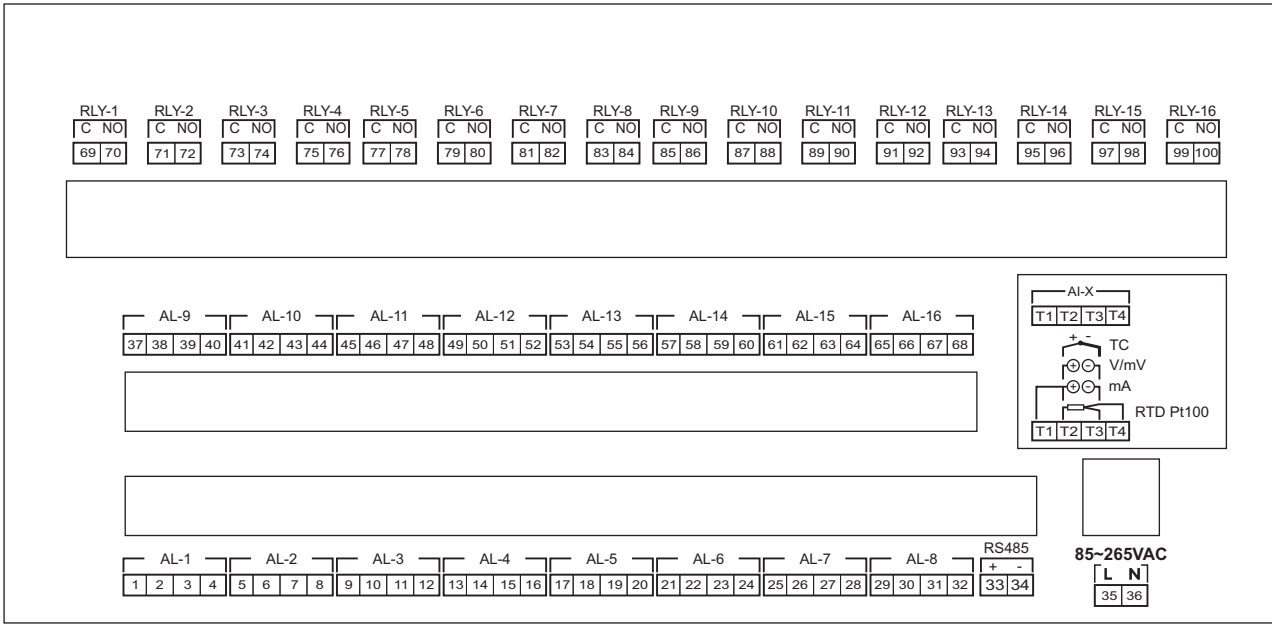 RLY-1 RLY-2 RLY-3 RLY-4 RLY-5 RLY-6 RLY-7 RLY-8 RLY-9 RLY-10 RLY-11 RLY-12 RLY-13 RLY-14 RLY-15 RLY-16
C NO C NO C NO C NO C NO C NO C NO C NO C NO C NO C NO C NO C NO C NO C NO C NO
69 70 71 72 73 74 75 76 77 78 79 80 81 82 83 84 85 86 87 88 89 90 91 92 93 94 95 96 97 98 99 100
AL-9 AL-10 AL-11 AL-12 AL-13 AL-14 AL-15 AL-16
37 38 39 40 41 42 43 44 45 46 47 48 49 50 51 52 53 54 55 56 57 58 59 60 61 62 63 64 65 66 67 68
AI-X
T1 T2 T3 T4
+ -
TC
+ - V/mV
+ - mA
RTD Pt100
T1 T2 T3 T4
AL-1 AL-2 AL-3 AL-4 AL-5 AL-6 AL-7 AL-8 RS485
+ -
1 2 3 4 5 6 7 8 9 10 11 12 13 14 15 16 17 18 19 20 21 22 23 24 25 26 27 28 29 30 31 32 33 34
85~265VAC
L N
35 36